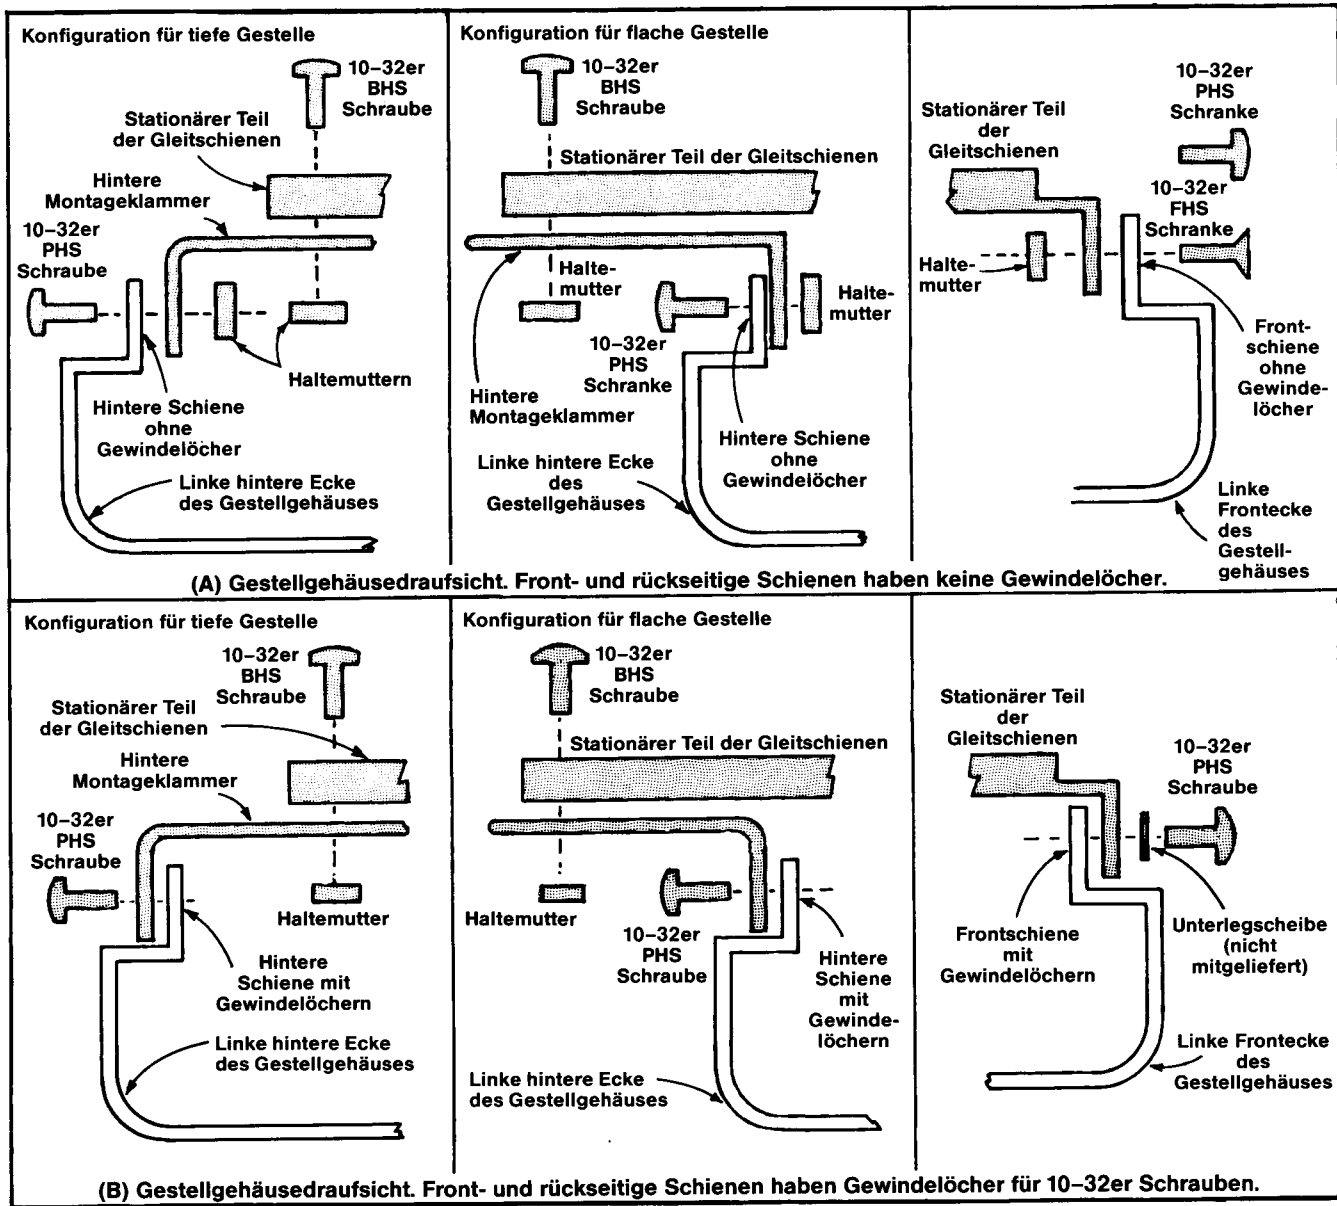 Konfiguration für tiefe Gestelle
10–32er
BHS
Schraube
Stationärer Teil
der Gleitschienen
Hintere
Montageklammer
10–32er
PHS
Schraube
Haltemuttern
Hintere Schiene
ohne
Gewindelöcher
Linke hintere Ecke
des Gestellgehäuses
Konfiguration für flache Gestelle
10–32er
BHS
Schraube
Stationärer Teil der Gleitschienen
Halte-
mutter
Halte-
mutter
10–32er
PHS
Schranke
Hintere
Montageklammer
Hintere Schiene
ohne
Gewindelöcher
Linke hintere Ecke
des
Gestellgehäuses
10–32er
PHS
Schranke
Stationärer Teil
der
Gleitschienen
10–32er
FHS
Schranke
Halte-
mutter
Front-
schiene
ohne
Gewinde-
löcher
Linke
Frontecke
des
Gestell-
gehäuses
(A) Gestellgehäusedraufsicht. Front- und rückseitige Schienen haben keine Gewindelöcher.
Konfiguration für tiefe Gestelle
10–32er
BHS
Schraube
Stationärer Teil
der Gleitschienen
Hintere
Montageklammer
10–32er
PHS
Schraube
Haltemutter
Hintere
Schiene mit
Gewindelöchern
Linke hintere Ecke
des Gestellgehäuses
Konfiguration für flache Gestelle
10–32er
BHS
Schraube
Stationärer Teil der Gleitschienen
Haltemutter
10–32er
PHS
Schraube
Hintere
Schiene
mit
Gewinde-
löchern
Linke hintere Ecke
des Gestellgehäuses
Stationärer Teil
der
Gleitschienen
10–32er
PHS
Schraube
Frontschiene
mit
Gewindelöchern
Unterlegscheibe
(nicht
mitgeliefert)
Linke Frontecke
des
Gestellgehäuses
(B) Gestellgehäusedraufsicht. Front- und rückseitige Schienen haben Gewindelöcher für 10–32er Schrauben.